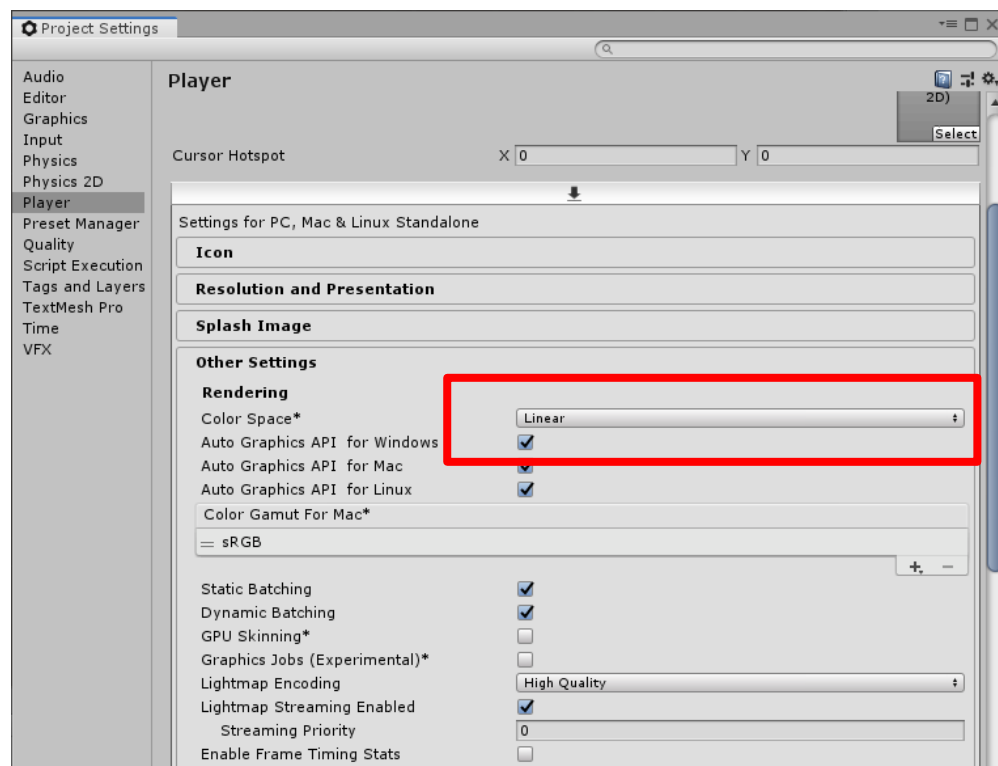 Project Settings
Audio
Editor
Graphics
Input
Physics
Physics 2D
Player
Preset Manager
Quality
Script Execution
Tags and Layers
TextMesh Pro
Time
VFX
Player
2D)
Select
Cursor Hotspot X 0 Y 0
Settings for PC, Mac & Linux Standalone
Icon
Resolution and Presentation
Splash Image
Other Settings
Rendering
Color Space* Linear
Auto Graphics API for Windows
Auto Graphics API for Mac
Auto Graphics API for Linux
Color Gamut For Mac*
sRGB
Static Batching
Dynamic Batching
GPU Skinning*
Graphics Jobs (Experimental)*
Lightmap Encoding High Quality
Lightmap Streaming Enabled
Streaming Priority 0
Enable Frame Timing Stats